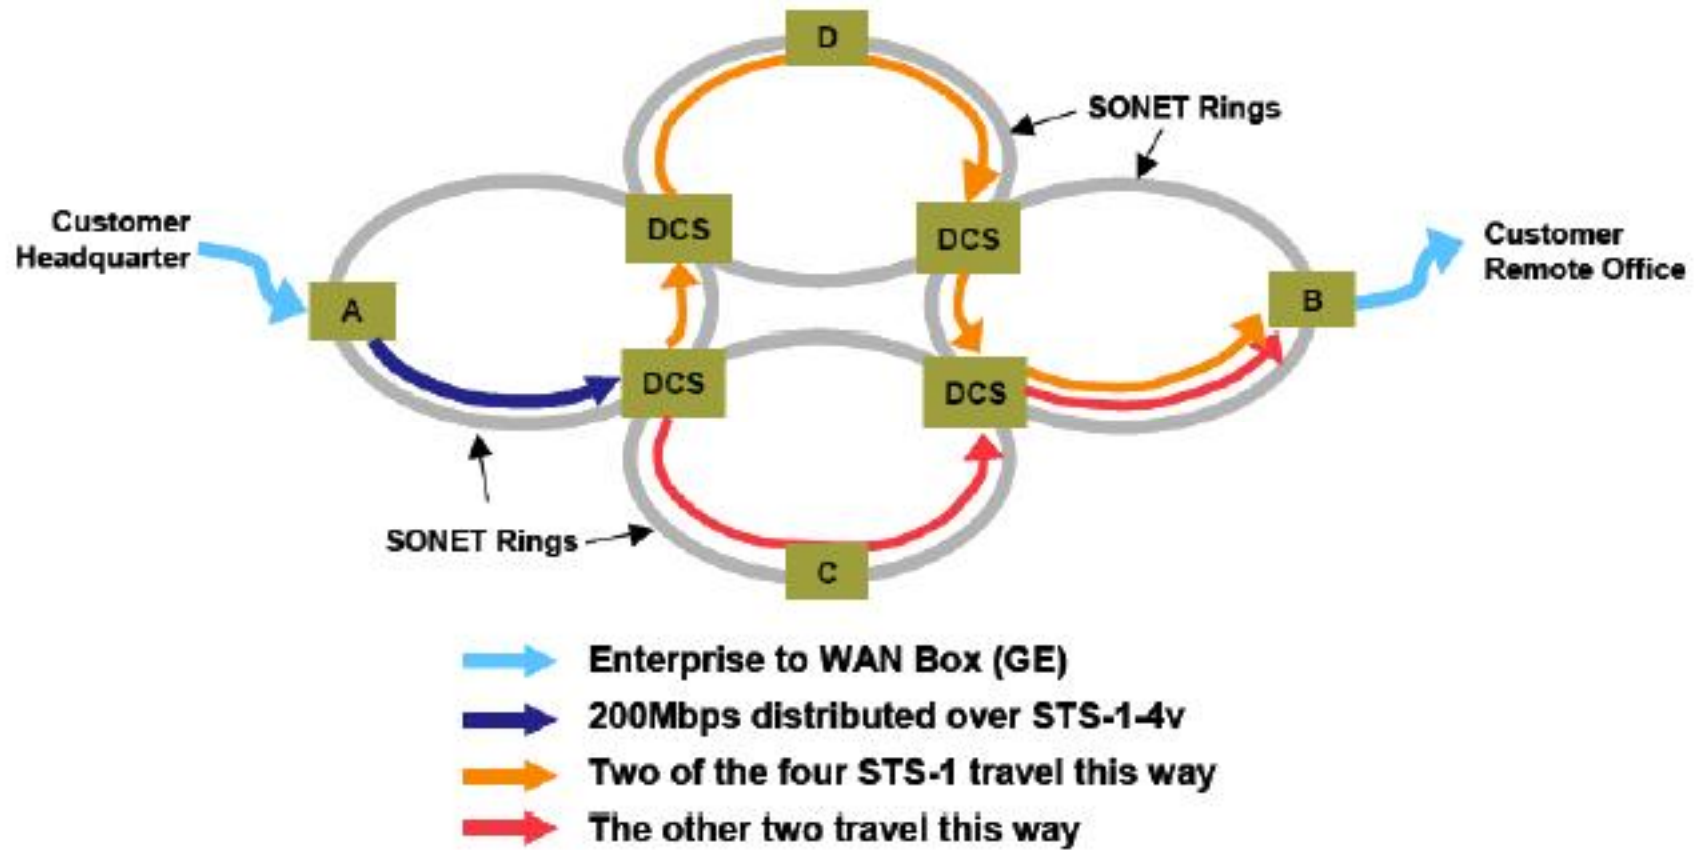 D
SONET Rings
Customer
Headquarter
DCS
DCS
Customer
Remote Office
A
B
DCS
DCS
SONET Rings
C
Enterprise to WAN Box (GE)
200Mbps distributed over STS-1-4v
Two of the four STS-1 travel this way
The other two travel this way